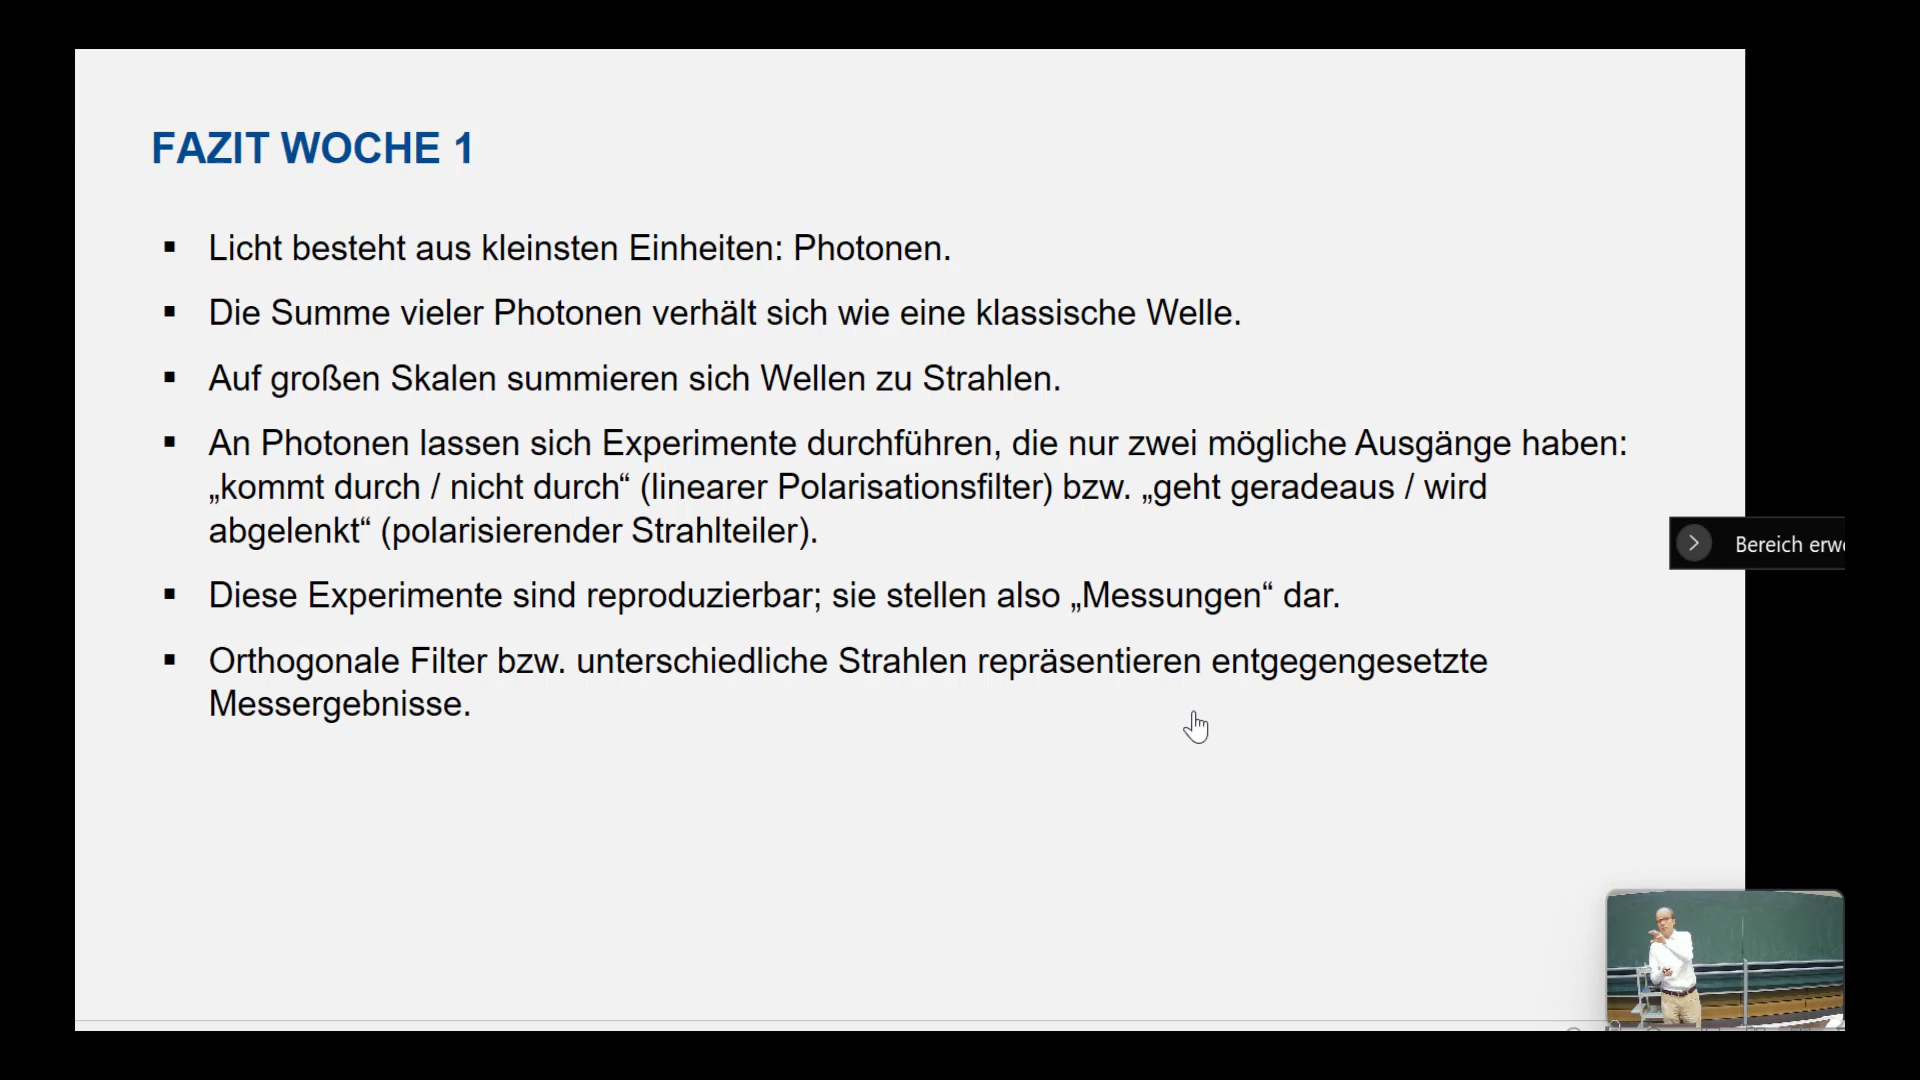 FAZIT WOCHE 1
▪ Licht besteht aus kleinsten Einheiten: Photonen.
▪ Die Summe vieler Photonen verhält sich wie eine klassische Welle.
▪ Auf großen Skalen summieren sich Wellen zu Strahlen.
▪ An Photonen lassen sich Experimente durchführen, die nur zwei mögliche Ausgänge haben:
„kommt durch / nicht durch“ (linearer Polarisationsfilter) bzw. „geht geradeaus / wird
abgelenkt“ (polarisierender Strahlteiler).
▪ Diese Experimente sind reproduzierbar; sie stellen also „Messungen“ dar.
▪ Orthogonale Filter bzw. unterschiedliche Strahlen repräsentieren entgegengesetzte
Messergebnisse.
Bereich